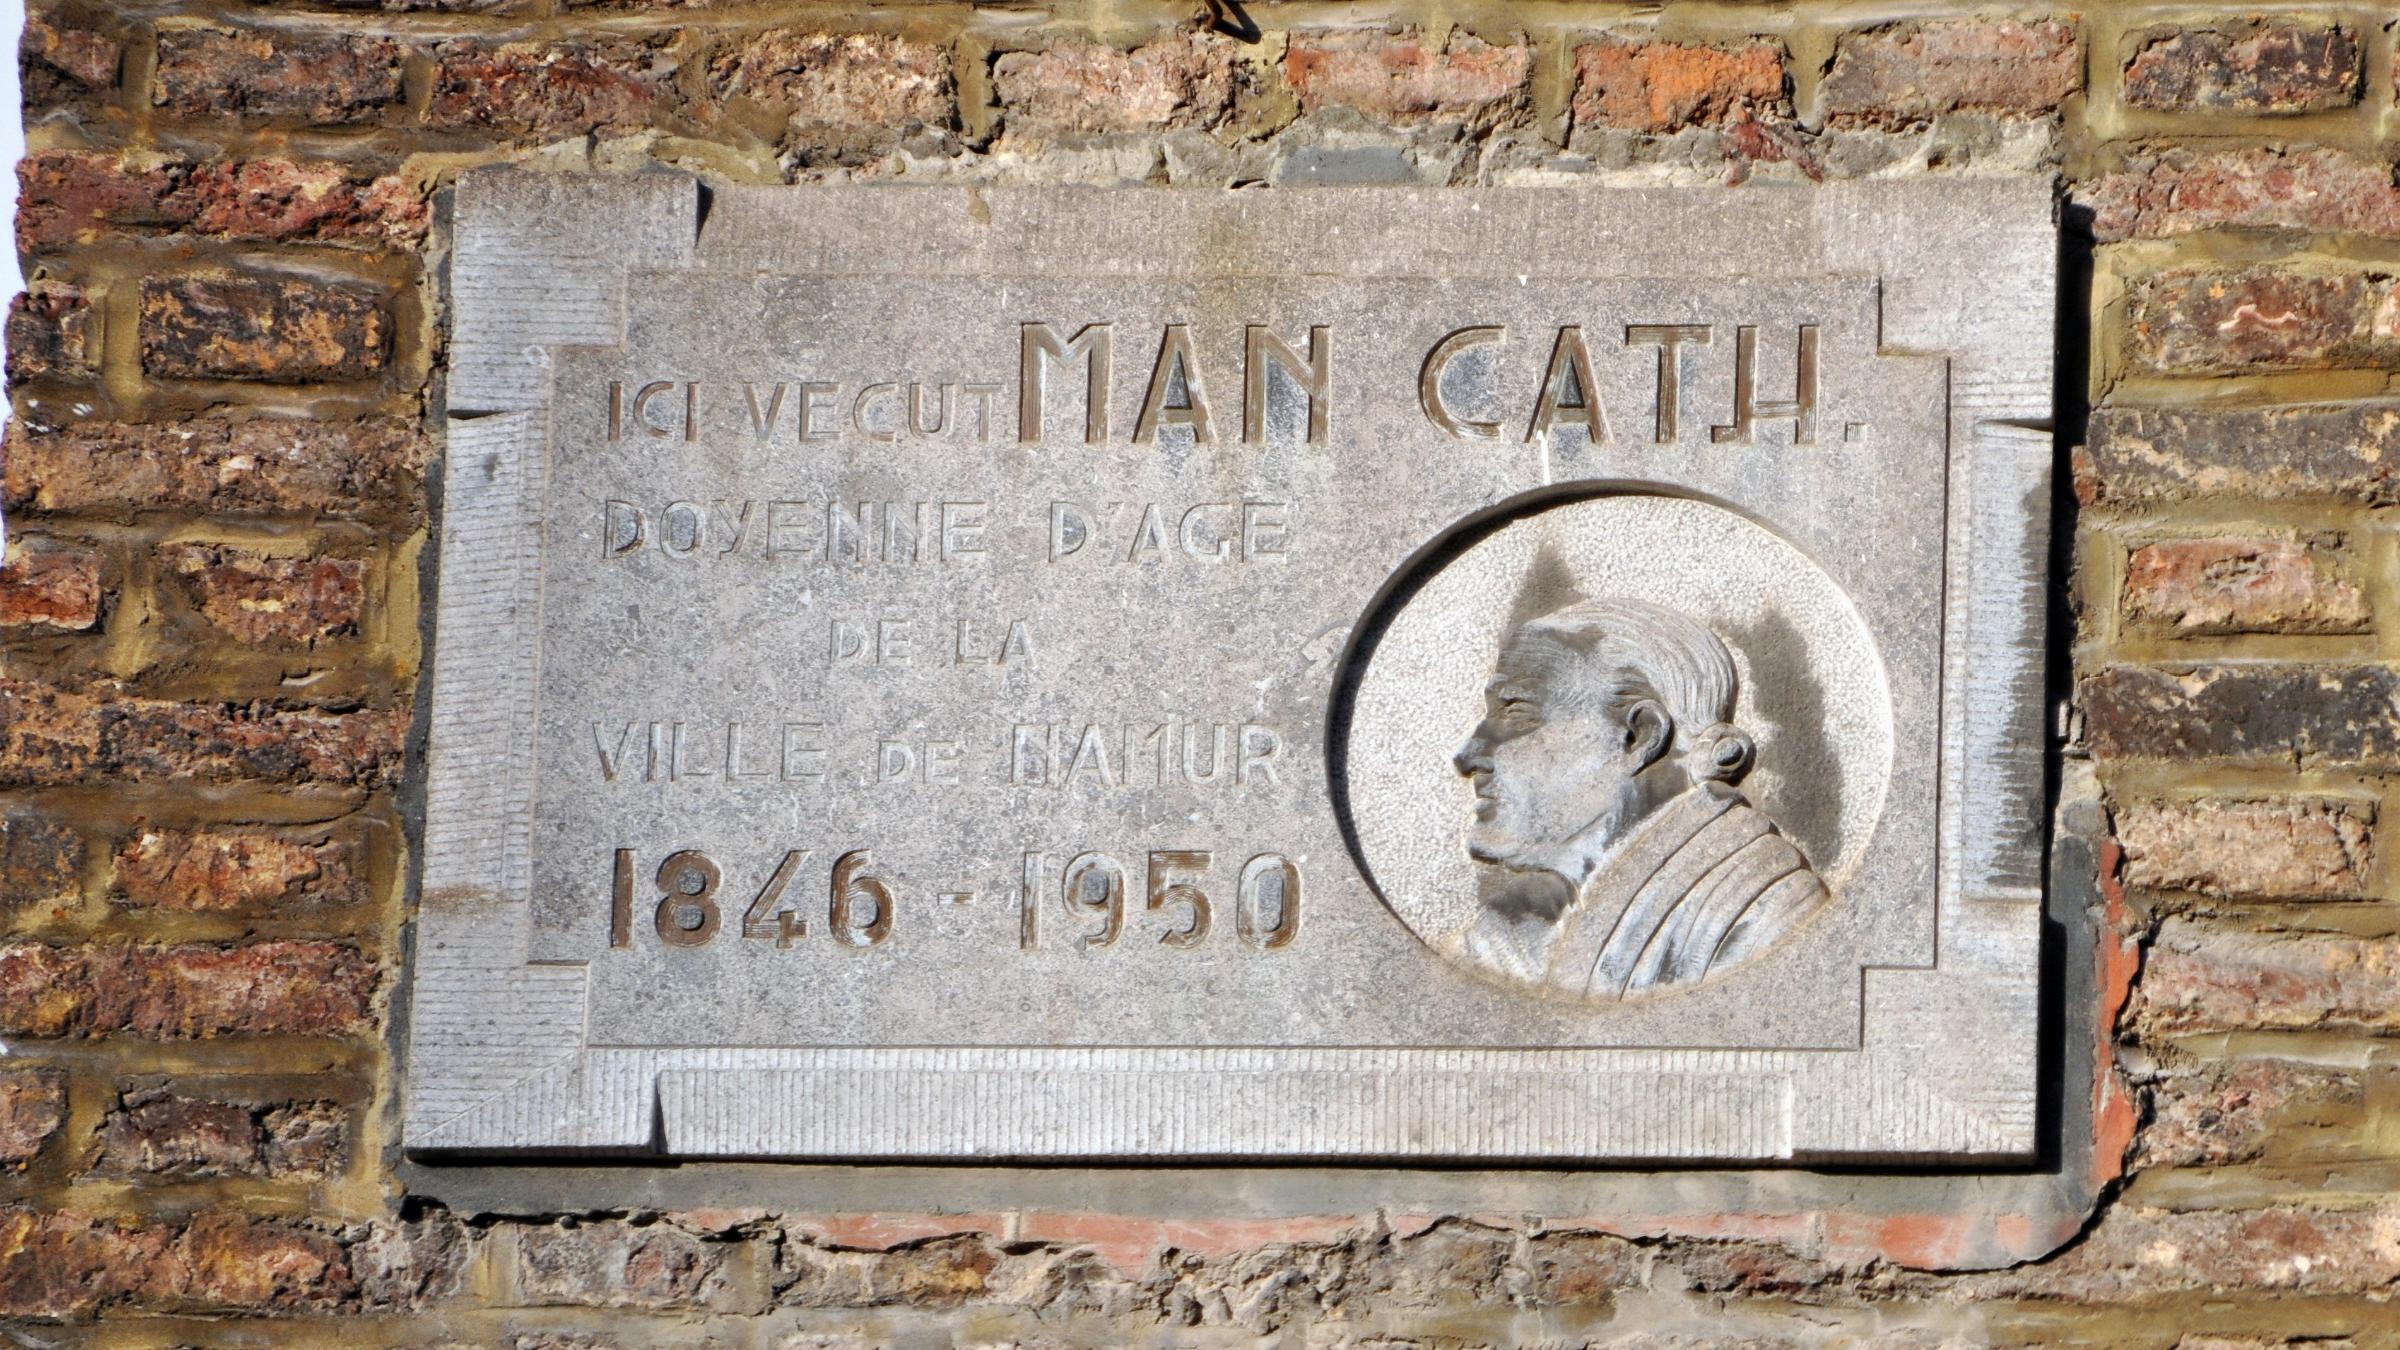 ICI VECUT MAN CATH.
DOYENNE D'AGE
DE LA
VILLE DE NAMUR
1846 - 1950